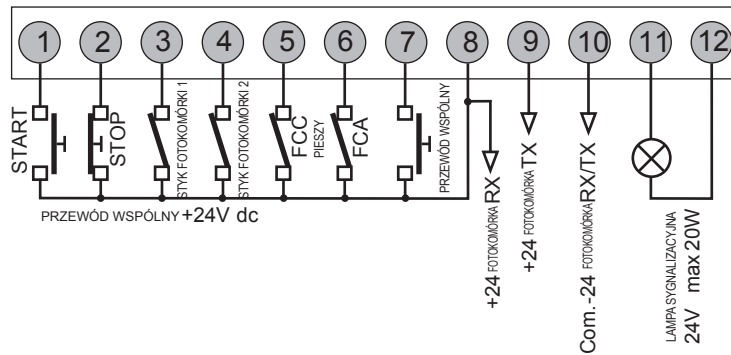 1 2 3 4 5 6 7 8 9 10 11 12
START
STOP
STYK FOTOKOMÓRKI 1
STYK FOTOKOMÓRKI 2
FCC
PIESZY
FCA
PRZEWÓD WSPÓLNY
PRZEWÓD WSPÓLNY +24V dc
+24 FOTOKOMÓRKA RX
+24 FOTOKOMÓRKA TX
Com. -24 FOTOKOMÓRKA RX/TX
LAMPA SYGNALIZACYJNA
24V max 20W